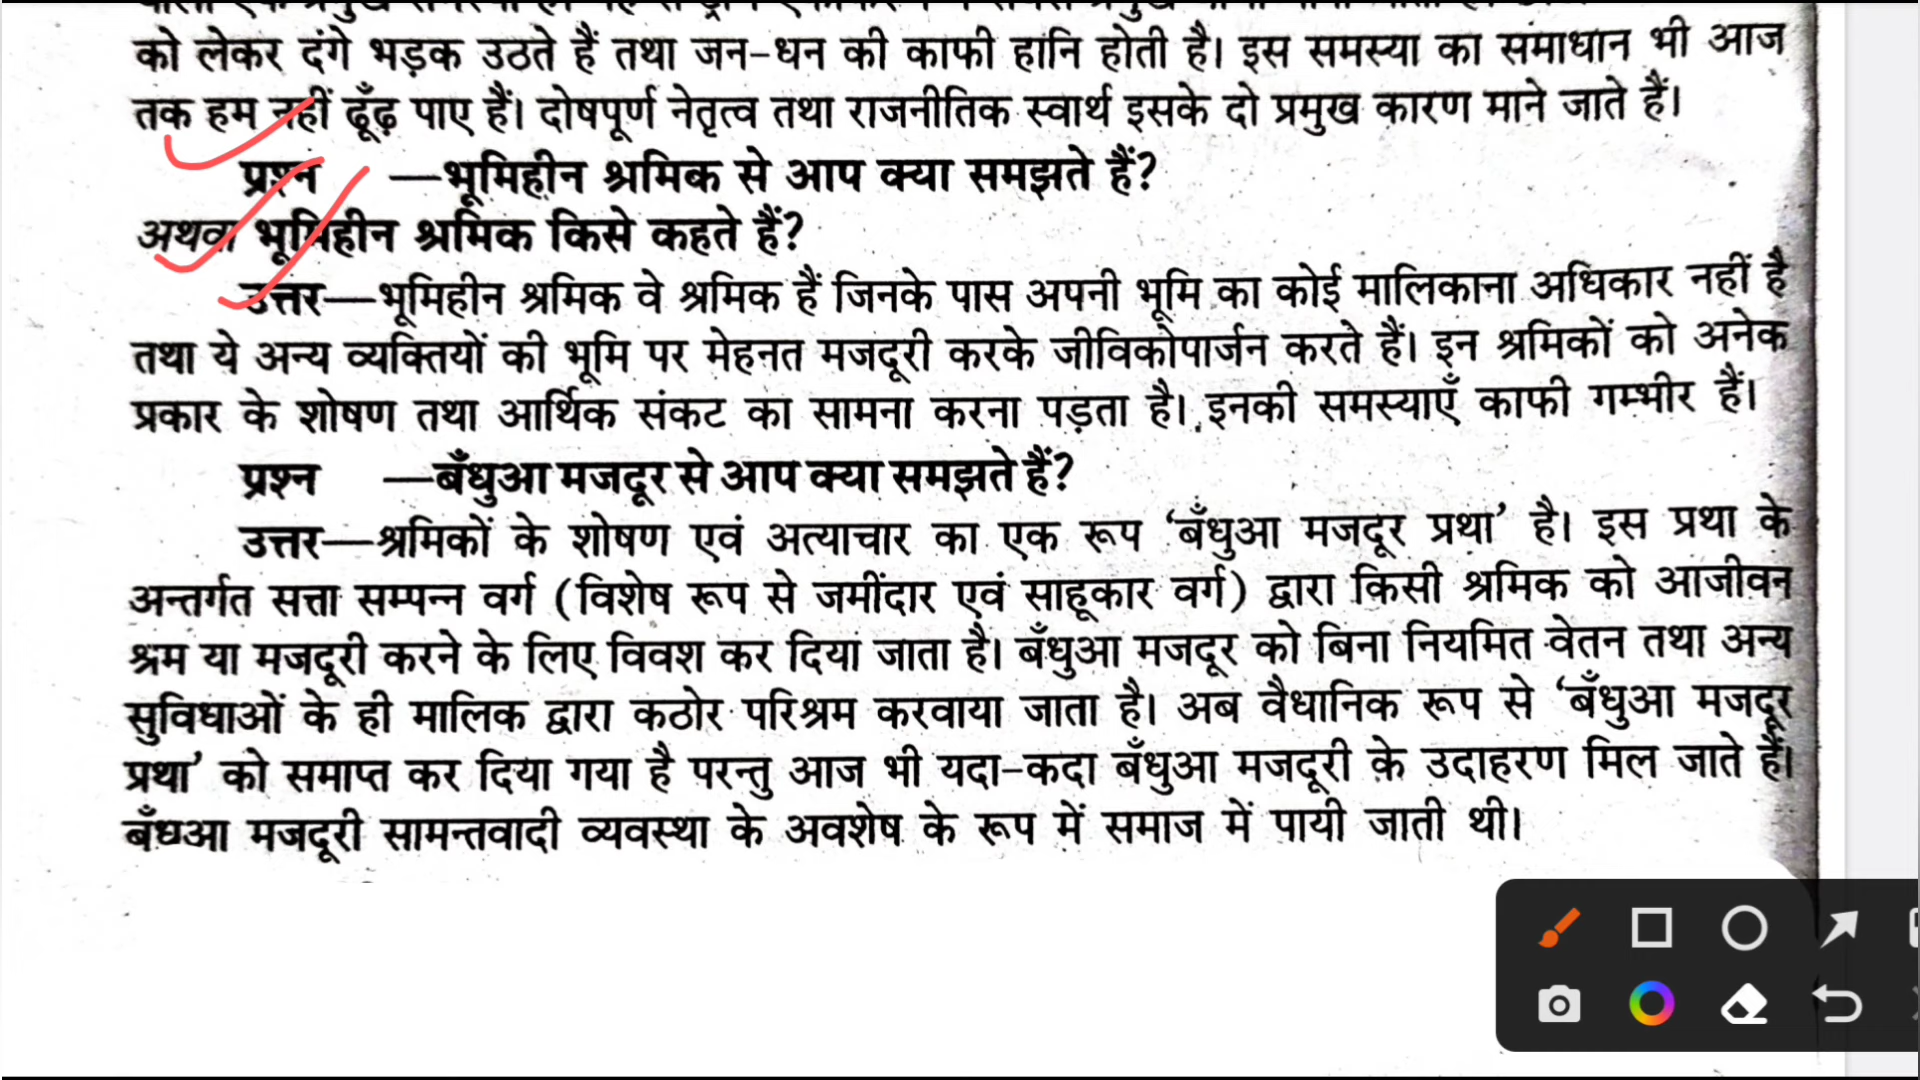 को लेकर दंगे भड़क उठते हैं तथा जन-धन की काफी हानि होती है। इस समस्या का समाधान भी आज
तक हम नहीं ढूँढ़ पाए हैं। दोषपूर्ण नेतृत्व तथा राजनीतिक स्वार्थ इसके दो प्रमुख कारण माने जाते हैं।
प्रश्न —भूमिहीन श्रमिक से आप क्या समझते हैं?
अथवा भूमिहीन श्रमिक किसे कहते हैं?
उत्तर—भूमिहीन श्रमिक वे श्रमिक हैं जिनके पास अपनी भूमि का कोई मालिकाना अधिकार नहीं है
तथा ये अन्य व्यक्तियों की भूमि पर मेहनत मजदूरी करके जीविकोपार्जन करते हैं। इन श्रमिकों को अनेक
प्रकार के शोषण तथा आर्थिक संकट का सामना करना पड़ता है। इनकी समस्याएँ काफी गम्भीर हैं।
प्रश्न —बँधुआ मजदूर से आप क्या समझते हैं?
उत्तर—श्रमिकों के शोषण एवं अत्याचार का एक रूप ‘बँधुआ मजदूर प्रथा’ है। इस प्रथा के
अन्तर्गत सत्ता सम्पन्न वर्ग (विशेष रूप से जमींदार एवं साहूकार वर्ग) द्वारा किसी श्रमिक को आजीवन
श्रम या मजदूरी करने के लिए विवश कर दिया जाता है। बँधुआ मजदूर को बिना नियमित वेतन तथा अन्य
सुविधाओं के ही मालिक द्वारा कठोर परिश्रम करवाया जाता है। अब वैधानिक रूप से ‘बँधुआ मजदूर
प्रथा’ को समाप्त कर दिया गया है परन्तु आज भी यदा-कदा बँधुआ मजदूरी के उदाहरण मिल जाते हैं।
बँधुआ मजदूरी सामन्तवादी व्यवस्था के अवशेष के रूप में समाज में पायी जाती थी।